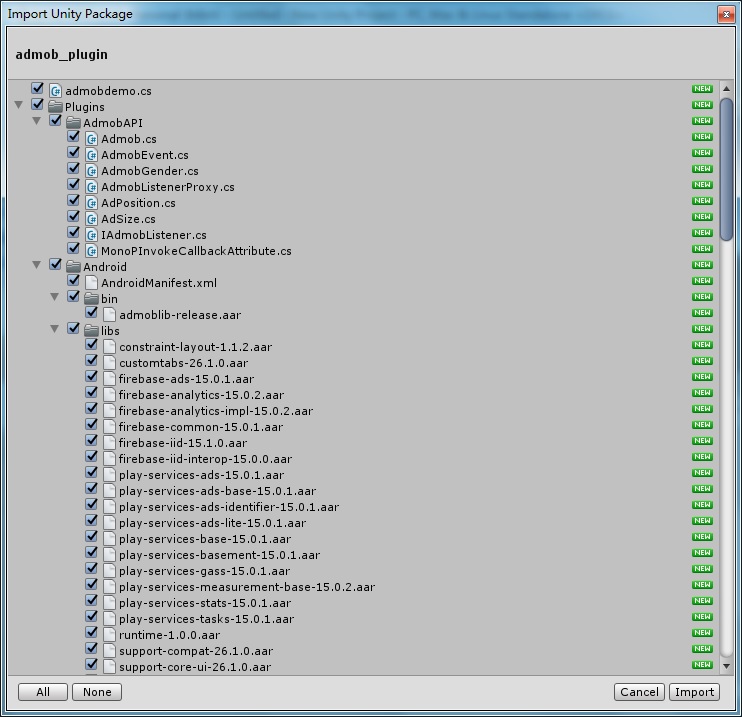 Import Unity Package
admob_plugin
admobdemo.cs NEW
Plugins NEW
AdmobAPI NEW
Admob.cs NEW
AdmobEvent.cs NEW
AdmobGender.cs NEW
AdmobListenerProxy.cs NEW
AdPosition.cs NEW
AdSize.cs NEW
IAdmobListener.cs NEW
MonoPInvokeCallbackAttribute.cs NEW
Android NEW
AndroidManifest.xml NEW
bin NEW
admoblib-release.aar NEW
libs NEW
constraint-layout-1.1.2.aar NEW
customtabs-26.1.0.aar NEW
firebase-ads-15.0.1.aar NEW
firebase-analytics-15.0.2.aar NEW
firebase-analytics-impl-15.0.2.aar NEW
firebase-common-15.0.1.aar NEW
firebase-iid-15.1.0.aar NEW
firebase-iid-interop-15.0.0.aar NEW
play-services-ads-15.0.1.aar NEW
play-services-ads-base-15.0.1.aar NEW
play-services-ads-identifier-15.0.1.aar NEW
play-services-ads-lite-15.0.1.aar NEW
play-services-base-15.0.1.aar NEW
play-services-basement-15.0.1.aar NEW
play-services-gass-15.0.1.aar NEW
play-services-measurement-base-15.0.2.aar NEW
play-services-stats-15.0.1.aar NEW
play-services-tasks-15.0.1.aar NEW
runtime-1.0.0.aar NEW
support-compat-26.1.0.aar NEW
support-core-ui-26.1.0.aar NEW
All None Cancel Import